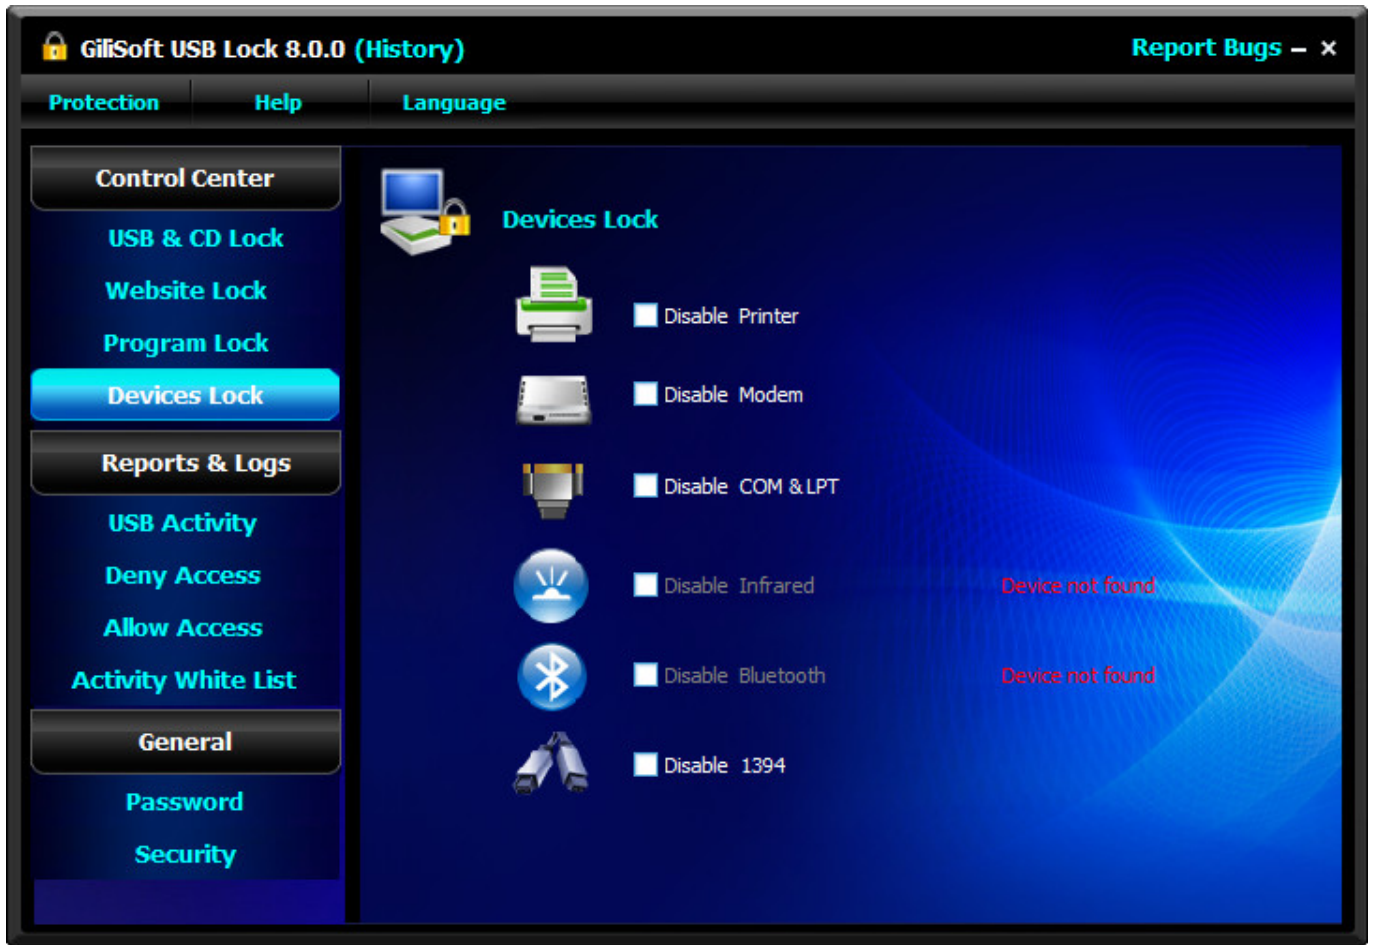 GiliSoft USB Lock 8.0.0 (History)
Report Bugs
Protection Help Language
Control Center
USB & CD Lock
Website Lock
Program Lock
Devices Lock
Reports & Logs
USB Activity
Deny Access
Allow Access
Activity White List
General
Password
Security
Devices Lock
Disable Printer
Disable Modem
Disable COM & LPT
Disable Infrared Device not found
Disable Bluetooth Device not found
Disable 1394